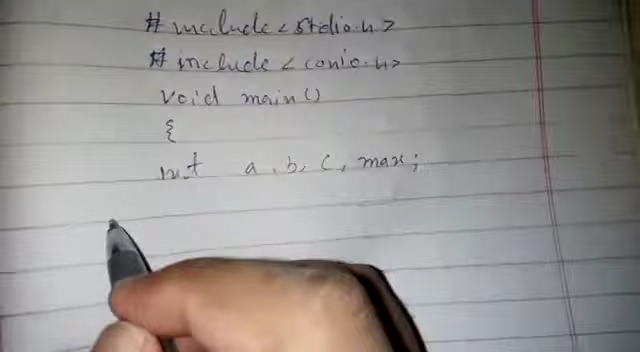 # include <stdio.h>
# include <conio.h>
void main()
{
int a, b, c, max;